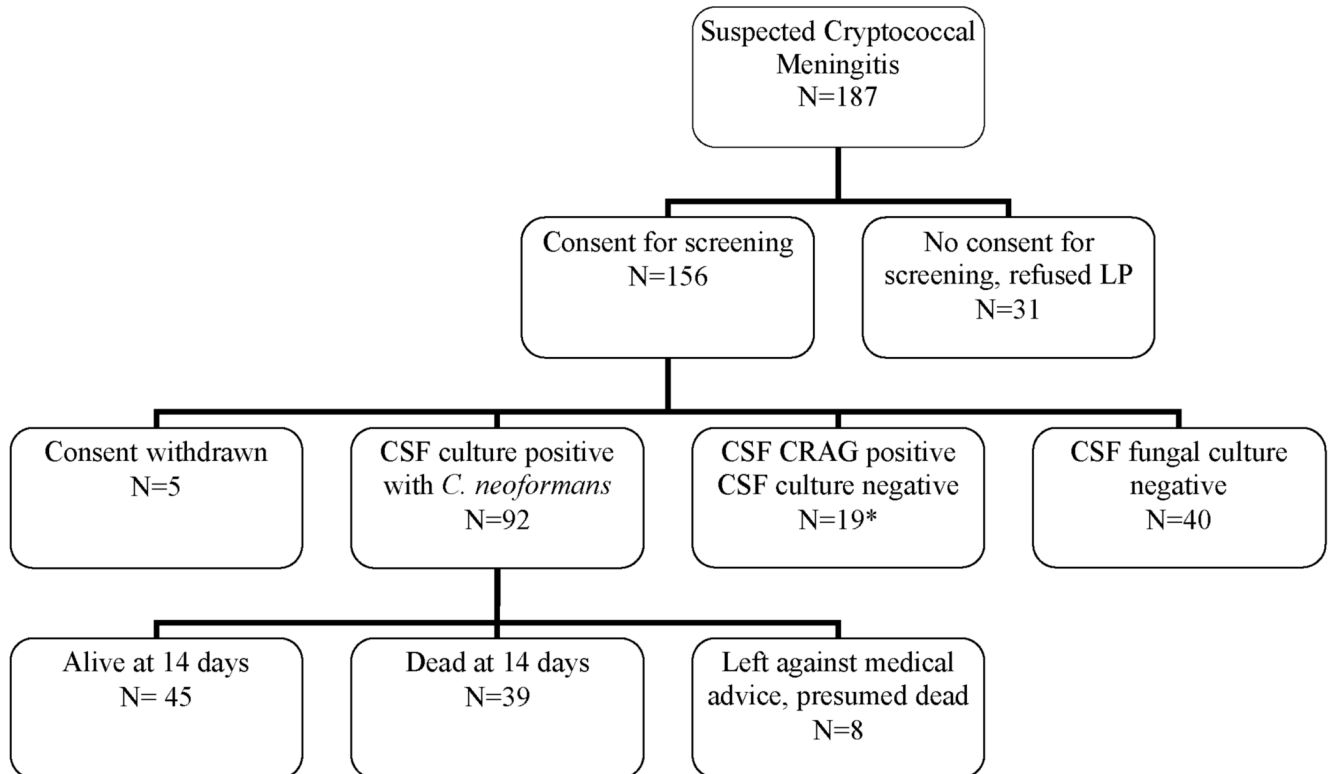 Suspected Cryptococcal
Meningitis
N=187
Consent for screening
N=156
No consent for
screening, refused LP
N=31
Consent withdrawn
N=5
CSF culture positive
with C. neoformans
N=92
CSF CRAG positive
CSF culture negative
N=19*
CSF fungal culture
negative
N=40
Alive at 14 days
N= 45
Dead at 14 days
N=39
Left against medical
advice, presumed dead
N=8